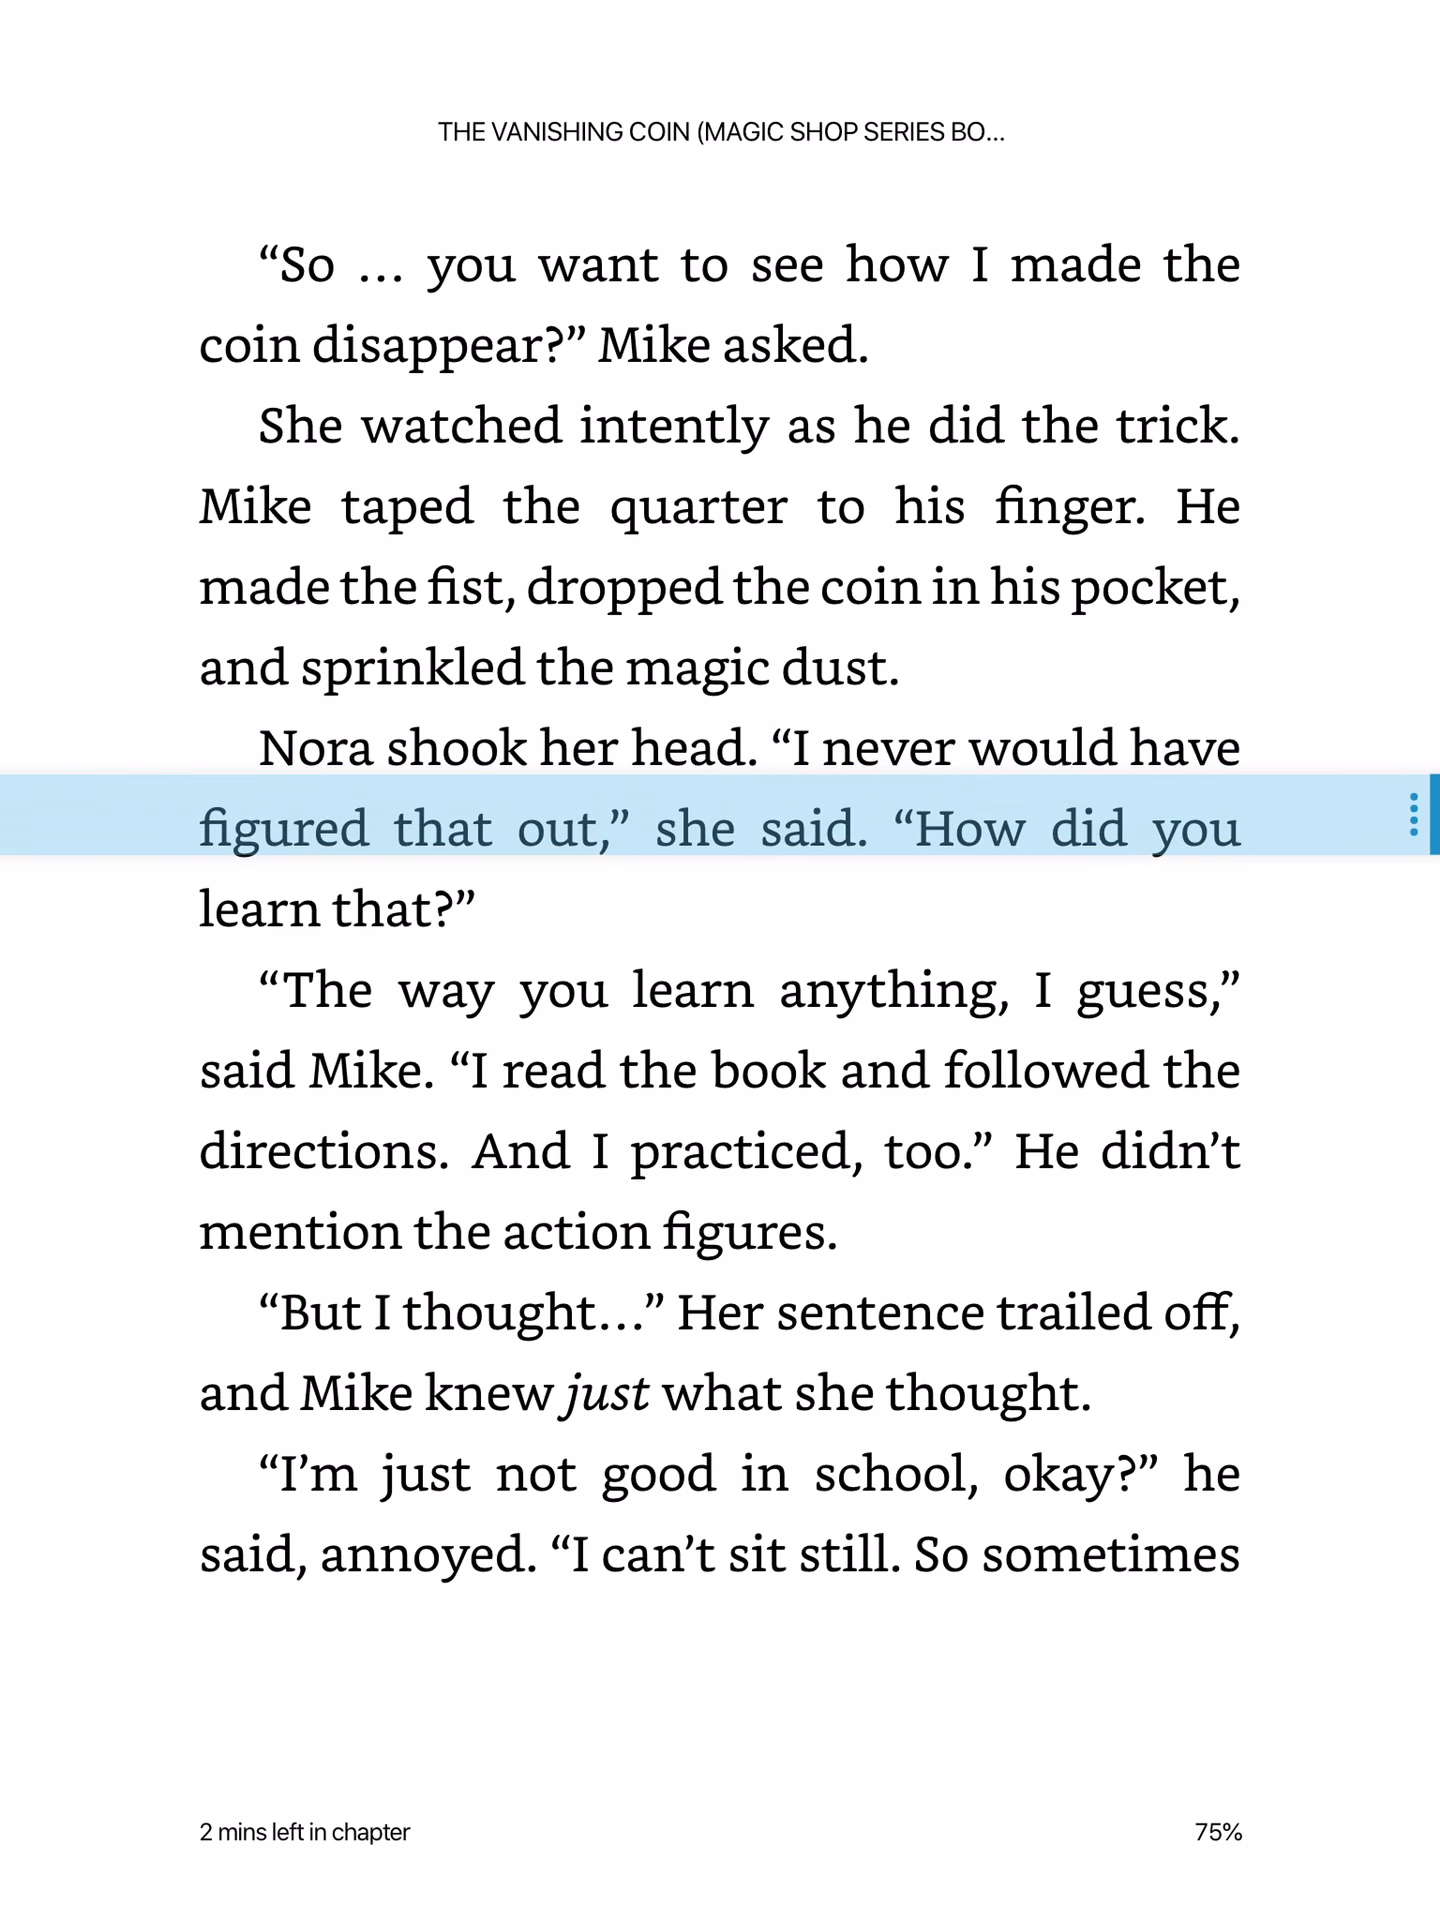 THE VANISHING COIN (MAGIC SHOP SERIES BO...
“So ... you want to see how I made the
coin disappear?” Mike asked.
She watched intently as he did the trick.
Mike taped the quarter to his finger. He
made the fist, dropped the coin in his pocket,
and sprinkled the magic dust.
Nora shook her head. “I never would have
figured that out,” she said. “How did you
learn that?”
“The way you learn anything, I guess,”
said Mike. “I read the book and followed the
directions. And I practiced, too.” He didn’t
mention the action figures.
“But I thought...” Her sentence trailed off,
and Mike knew just what she thought.
“I’m just not good in school, okay?” he
said, annoyed. “I can’t sit still. So sometimes
2 mins left in chapter
75%